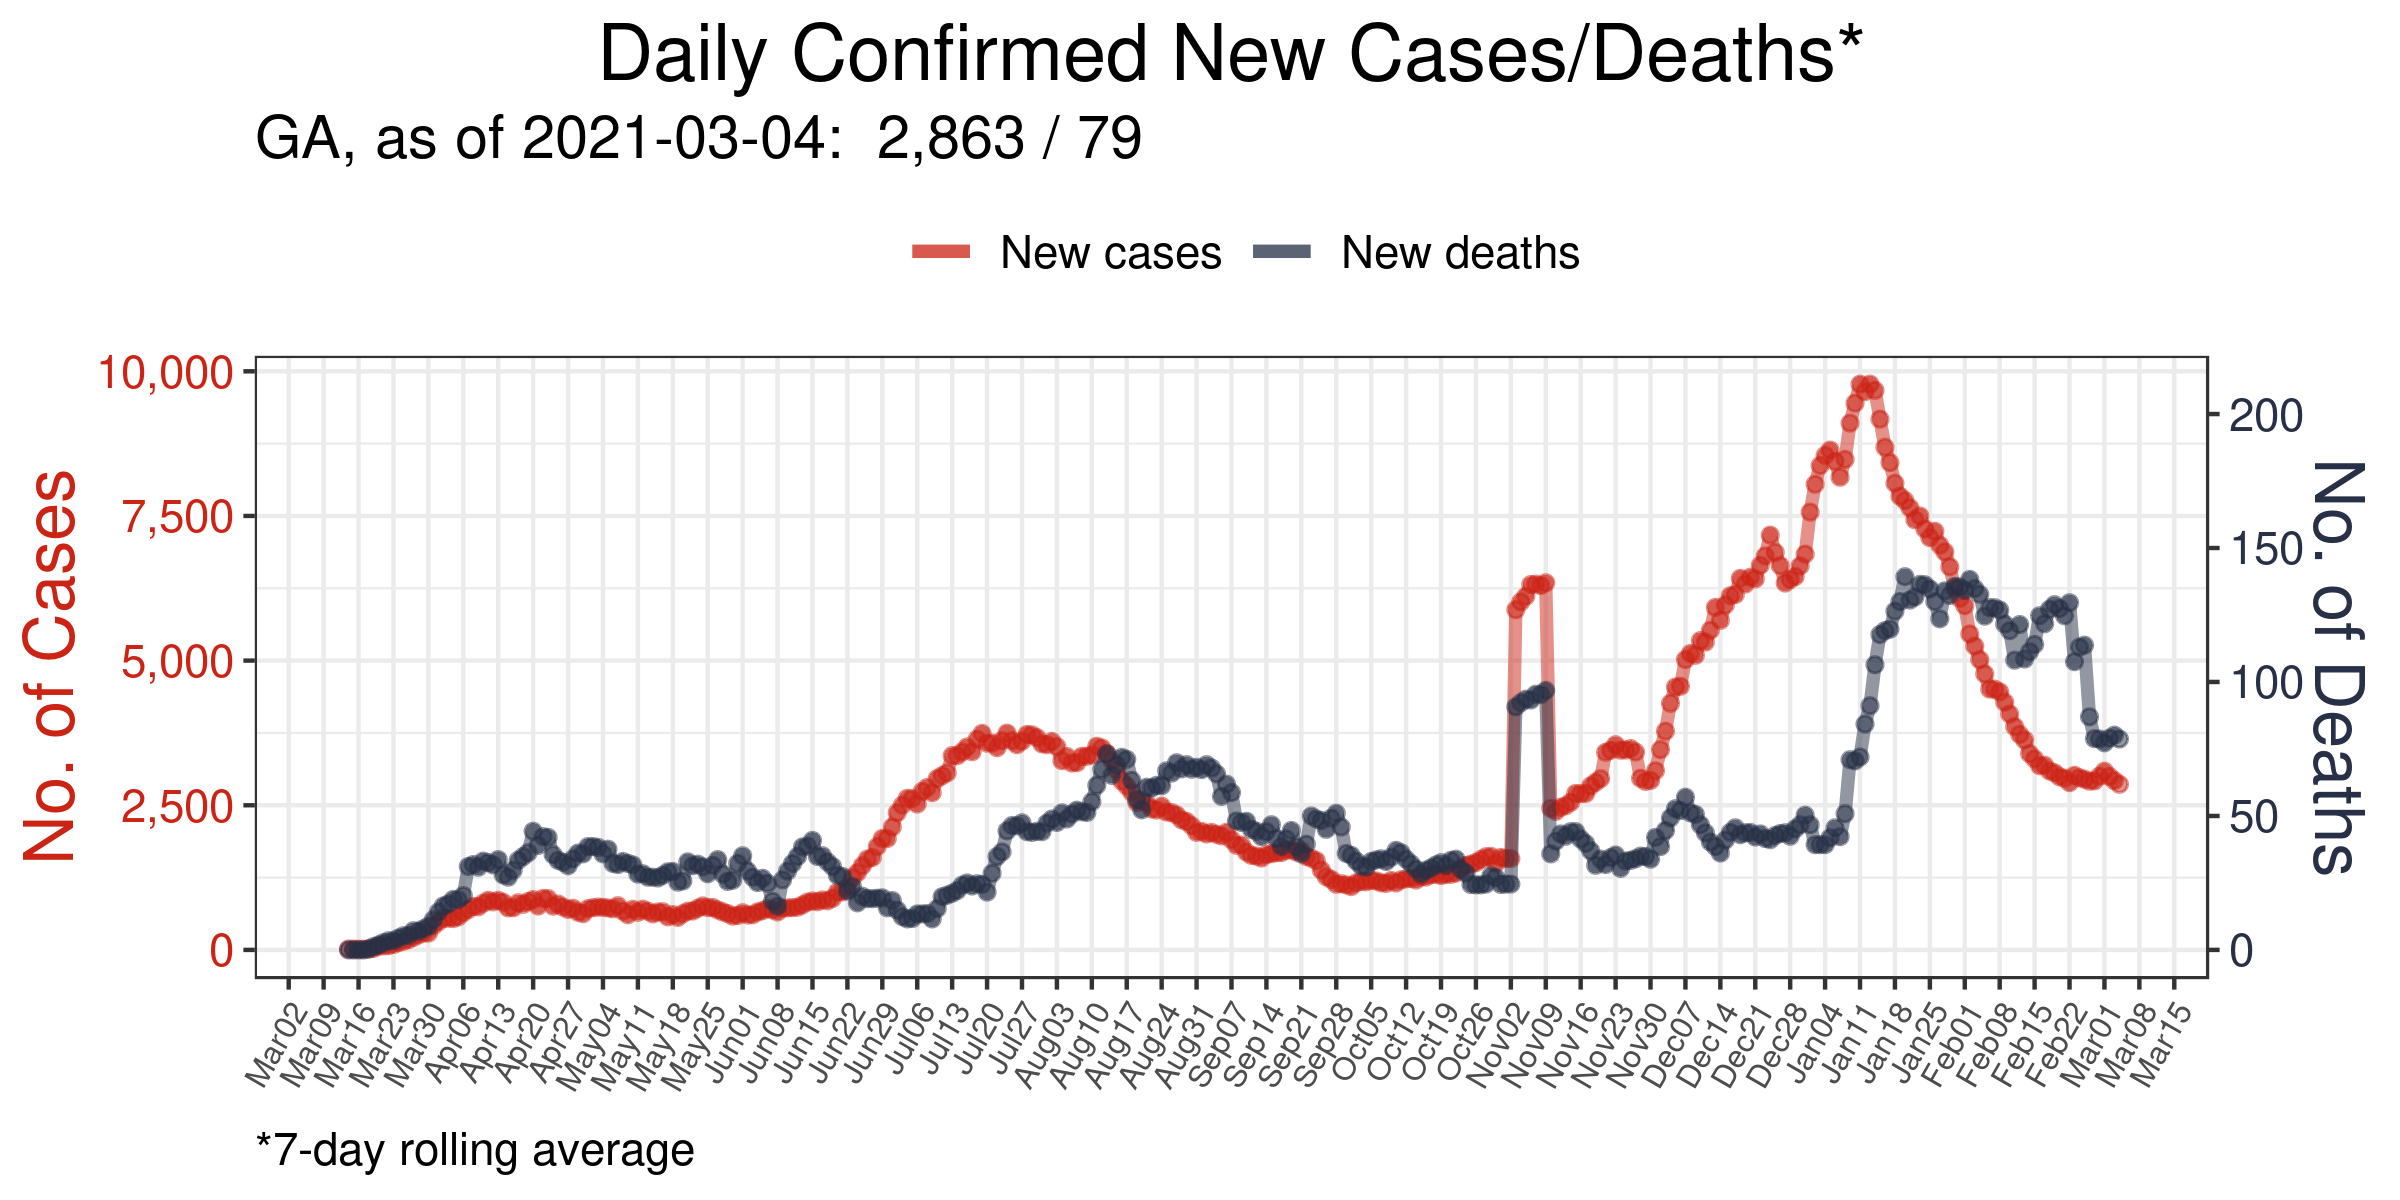 Daily Confirmed New Cases/Deaths*
GA, as of 2021-03-04:  2,863 / 79
New cases New deaths
No. of Cases
10,000
7,500
5,000
2,500
0
200
150
100
50
0
No. of Deaths
Mar02 Mar09 Mar16 Mar23 Mar30 Apr06 Apr13 Apr20 Apr27 May04 May11 May18 May25 Jun01 Jun08 Jun15 Jun22 Jun29 Jul06 Jul13 Jul20 Jul27 Aug03 Aug10 Aug17 Aug24 Aug31 Sep07 Sep14 Sep21 Sep28 Oct05 Oct12 Oct19 Oct26 Nov02 Nov09 Nov16 Nov23 Nov30 Dec07 Dec14 Dec21 Dec28 Jan04 Jan11 Jan18 Jan25 Feb01 Feb08 Feb15 Feb22 Mar01 Mar08 Mar15
*7-day rolling average